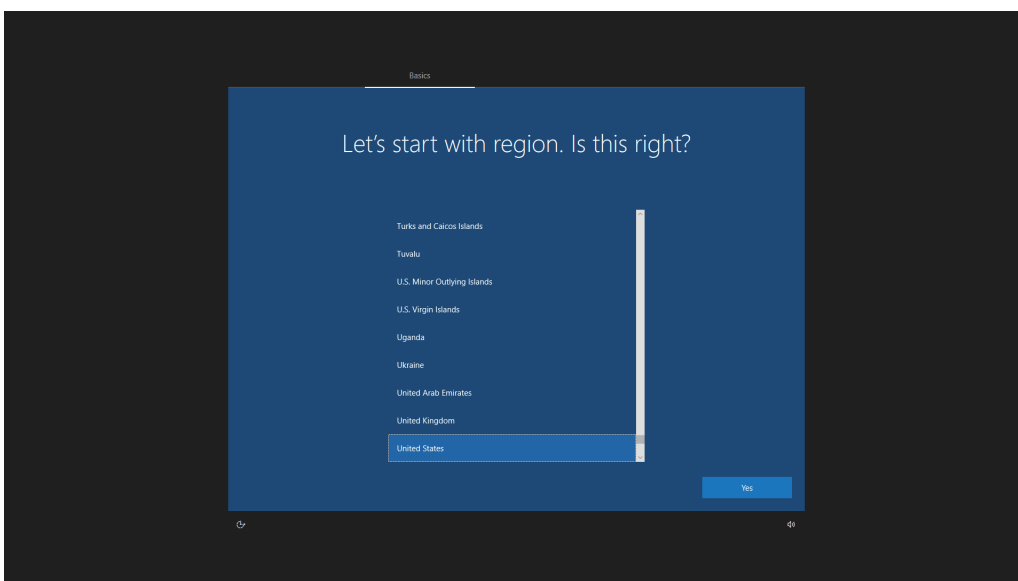 Basics
Let's start with region. Is this right?
Turks and Caicos Islands
Tuvalu
U.S. Minor Outlying Islands
U.S. Virgin Islands
Uganda
Ukraine
United Arab Emirates
United Kingdom
United States
Yes